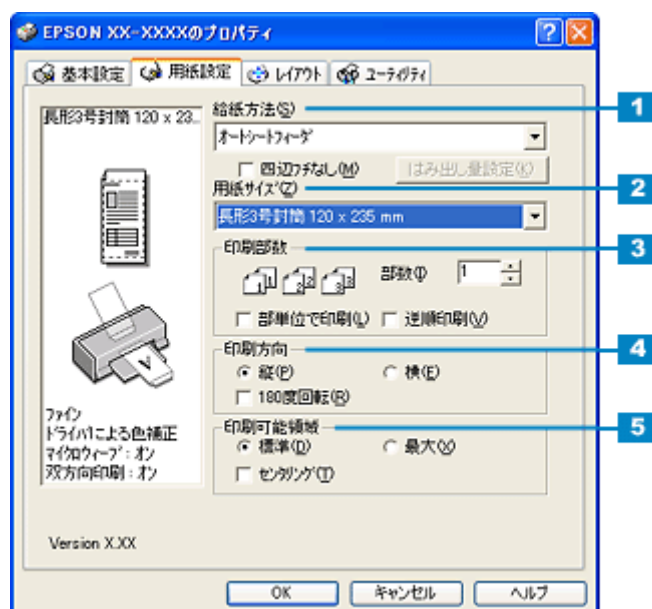 EPSON XX-XXXXのプロパティ
基本設定 用紙設定 レイアウト ユーティリティ
長形3号封筒 120 x 23...
給紙方法(S)
1
オートシートフィーダ
四辺フチなし(M) はみ出し量設定(K)
用紙サイズ(Z)
2
長形3号封筒 120 x 235 mm
印刷部数
3
部数(I) 1
部単位で印刷(L) 逆順印刷(V)
印刷方向
4
縦(P) 横(E)
180度回転(R)
印刷可能領域
5
標準(D) 最大(X)
センタリング(T)
ファイン
ドライバによる色補正
マイクロウィーブ:オン
双方向印刷:オン
Version X.XX
OK キャンセル ヘルプ